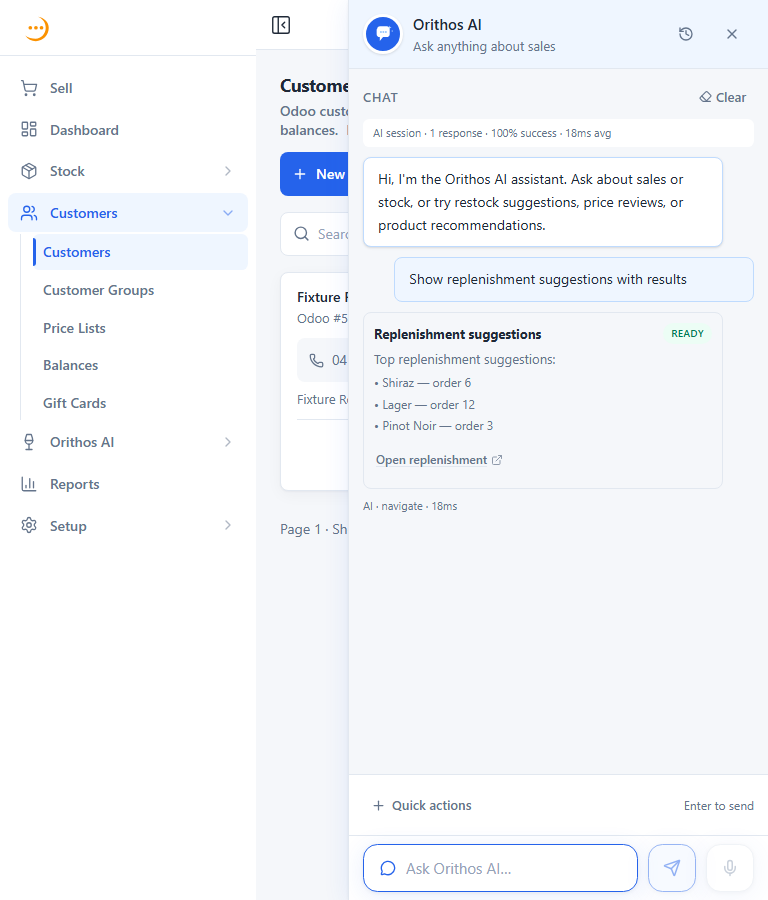 Sell
Dashboard
Stock
Customers
Customers
Customer Groups
Price Lists
Balances
Gift Cards
Orithos AI
Reports
Setup
Odoo
balances.
New
Odoo #5
04
Fixture
Page 1 · Sh
Orithos AI
Ask anything about sales
CHAT
Clear
AI session · 1 response · 100% success · 18ms avg
Hi, I'm the Orithos AI assistant. Ask about sales or
stock, or try restock suggestions, price reviews, or
product recommendations.
Show replenishment suggestions with results
Replenishment suggestions
READY
Top replenishment suggestions:
• Shiraz — order 6
• Lager — order 12
• Pinot Noir — order 3
Open replenishment
AI · navigate · 18ms
Quick actions
Enter to send
Ask Orithos AI...